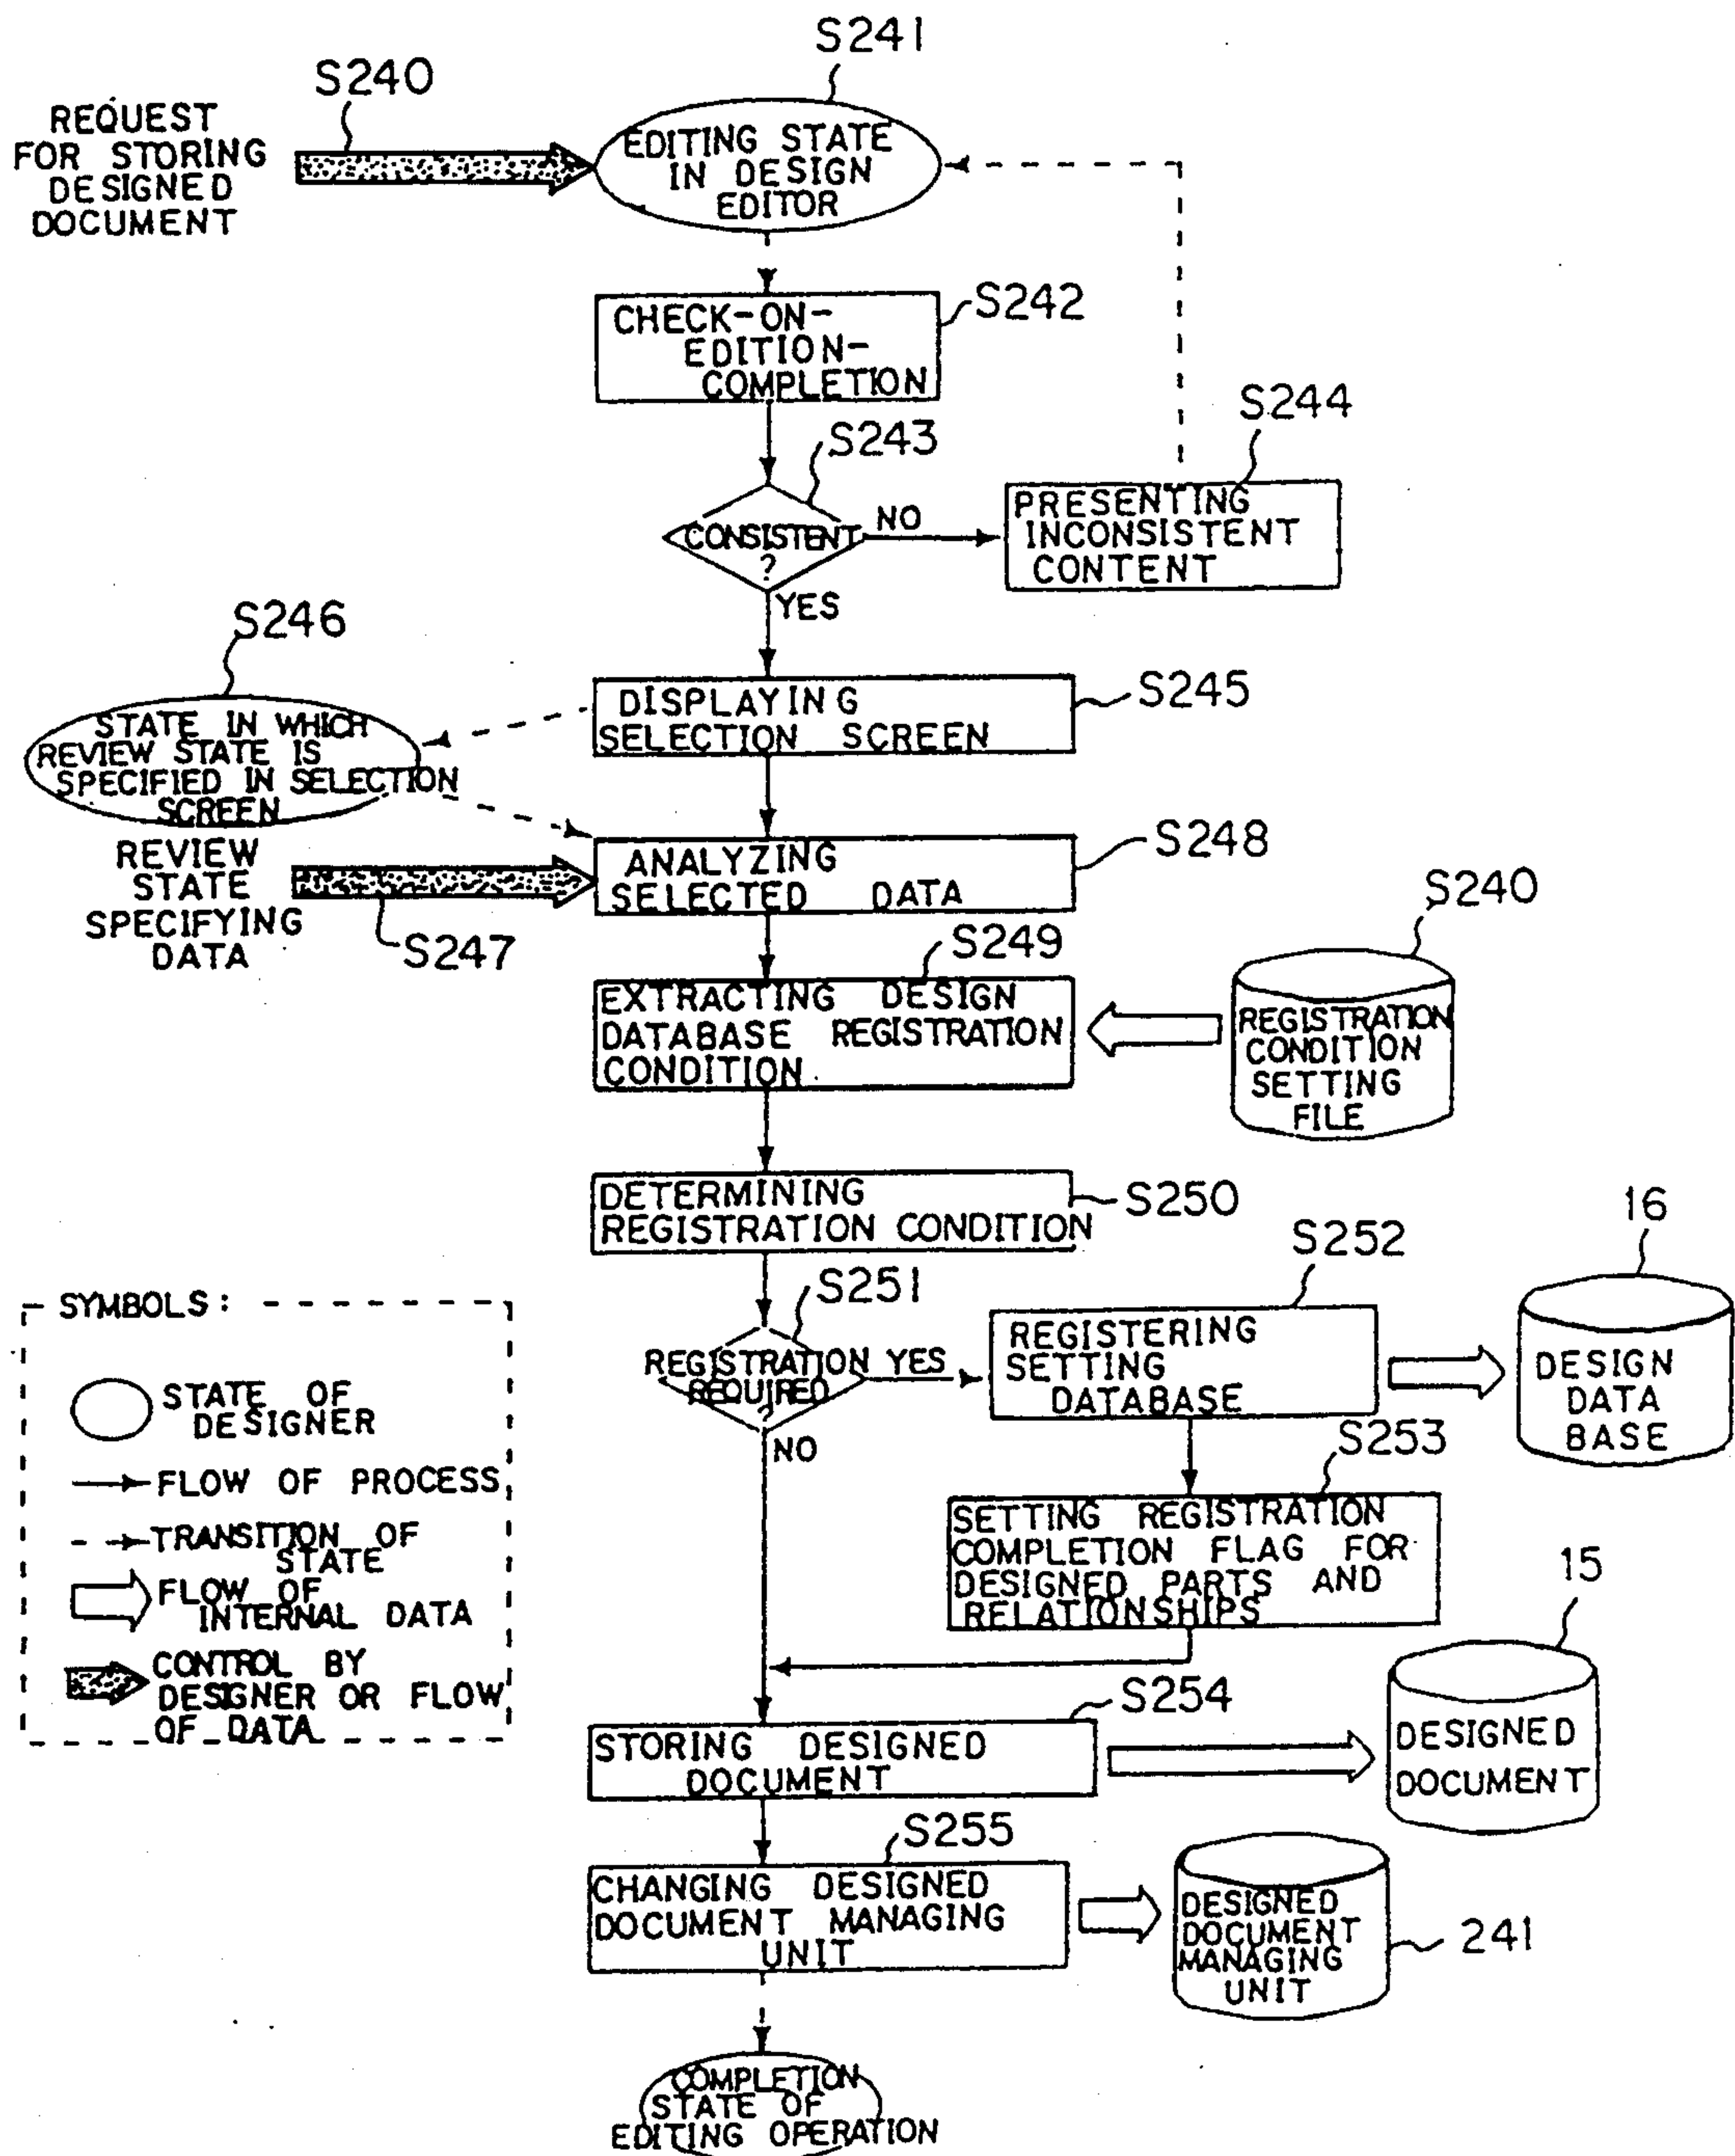 S241
S240
REQUEST
FOR STORING
DESIGNED
DOCUMENT
EDITING STATE
IN DESIGN
EDITOR
CHECK-ON-
EDITION-
COMPLETION
S242
S243
S244
CONSISTENT
?
NO
YES
PRESENTING
INCONSISTENT
CONTENT
S246
STATE IN WHICH
REVIEW STATE IS
SPECIFIED IN SELECTION
SCREEN
DISPLAYING
SELECTION SCREEN
S245
REVIEW
STATE
SPECIFYING
DATA
S247
ANALYZING
SELECTED DATA
S248
S249
S240
EXTRACTING DESIGN
DATABASE REGISTRATION
CONDITION
REGISTRATION
CONDITION
SETTING
FILE
DETERMINING
REGISTRATION CONDITION
S250
S251
S252
16
REGISTRATION
REQUIRED
?
YES
NO
REGISTERING
SETTING
DATABASE
DESIGN
DATA
BASE
S253
SETTING REGISTRATION
COMPLETION FLAG FOR
DESIGNED PARTS AND
RELATIONSHIPS
15
SYMBOLS:
STATE OF
DESIGNER
FLOW OF PROCESS
TRANSITION OF
STATE
FLOW OF
INTERNAL DATA
CONTROL BY
DESIGNER OR FLOW
OF DATA
S254
STORING DESIGNED
DOCUMENT
DESIGNED
DOCUMENT
S255
CHANGING DESIGNED
DOCUMENT MANAGING
UNIT
DESIGNED
DOCUMENT
MANAGING
UNIT
241
COMPLETION
STATE OF
EDITING OPERATION